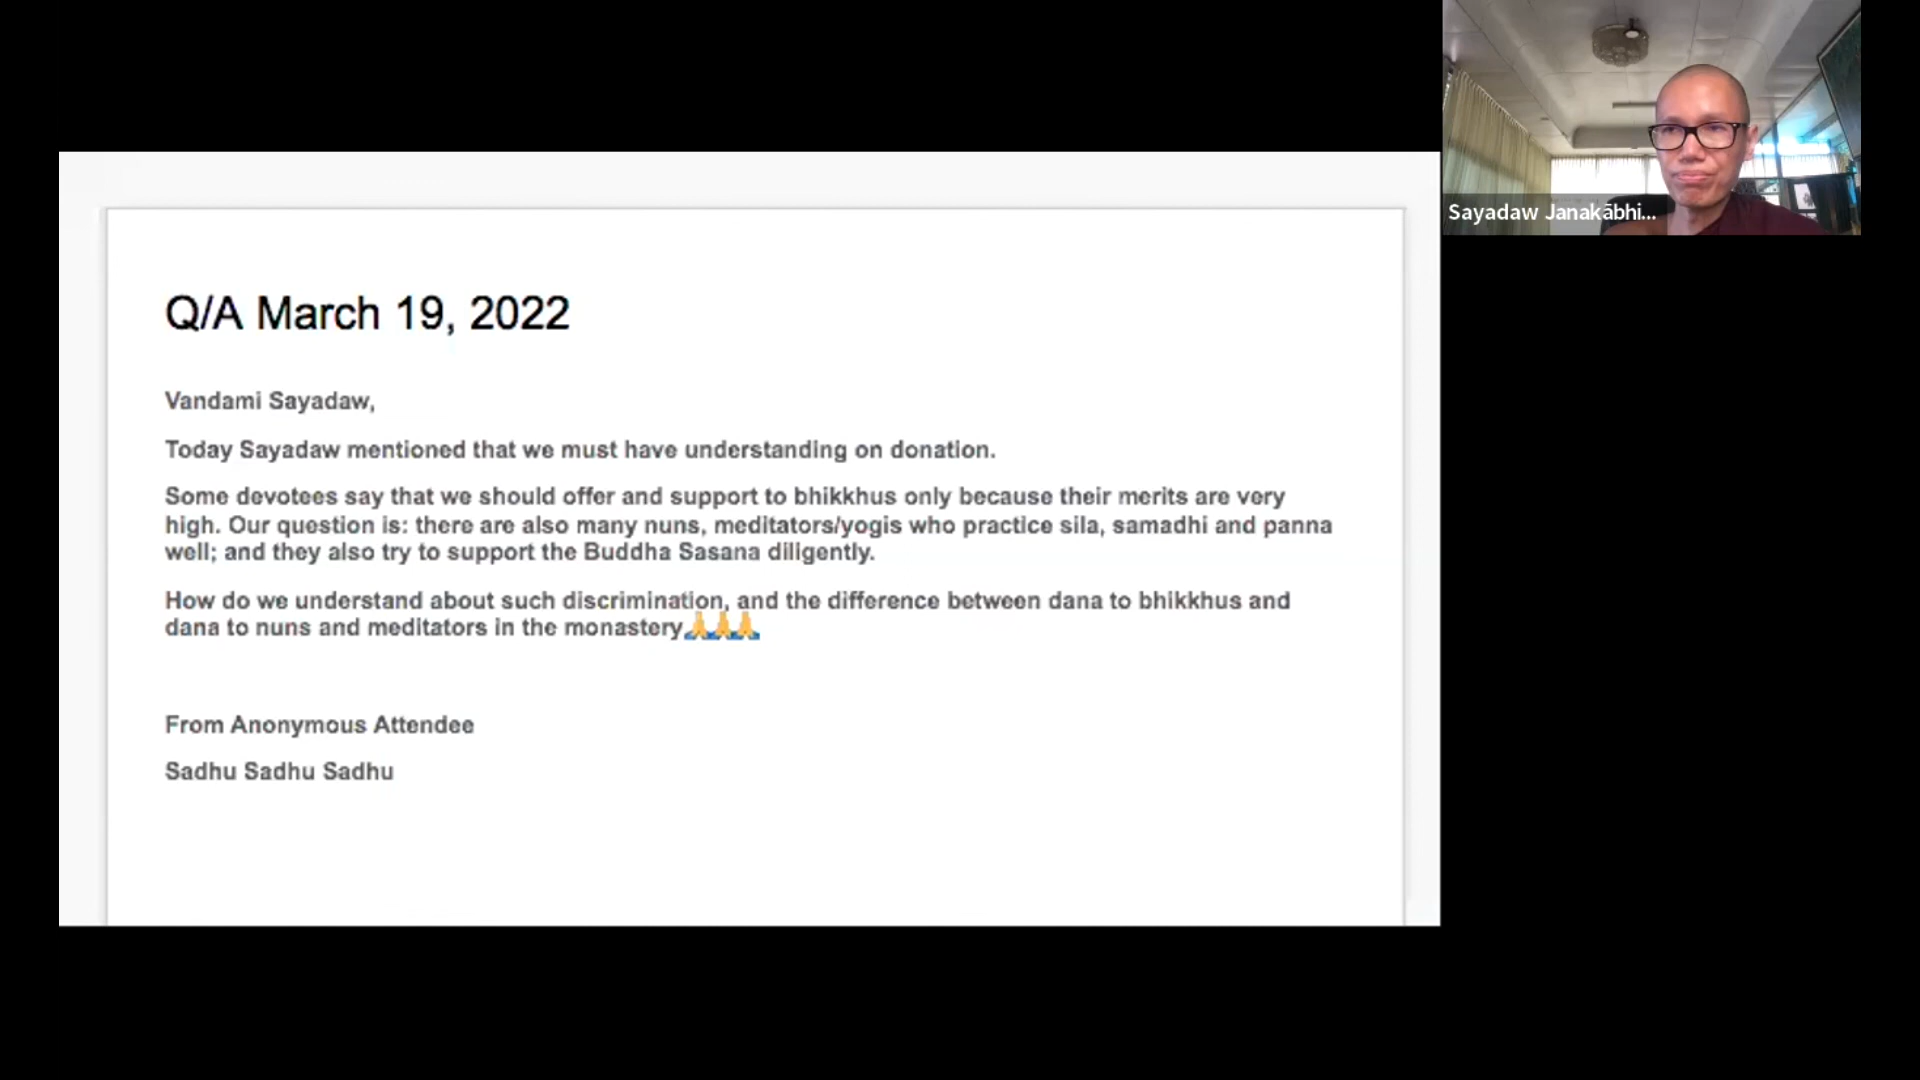 Sayadaw Janakābhi...
Q/A March 19, 2022
Vandami Sayadaw,
Today Sayadaw mentioned that we must have understanding on donation.
Some devotees say that we should offer and support to bhikkhus only because their merits are very
high. Our question is: there are also many nuns, meditators/yogis who practice sila, samadhi and panna
well; and they also try to support the Buddha Sasana diligently.
How do we understand about such discrimination, and the difference between dana to bhikkhus and
dana to nuns and meditators in the monastery🙏🙏🙏
From Anonymous Attendee
Sadhu Sadhu Sadhu